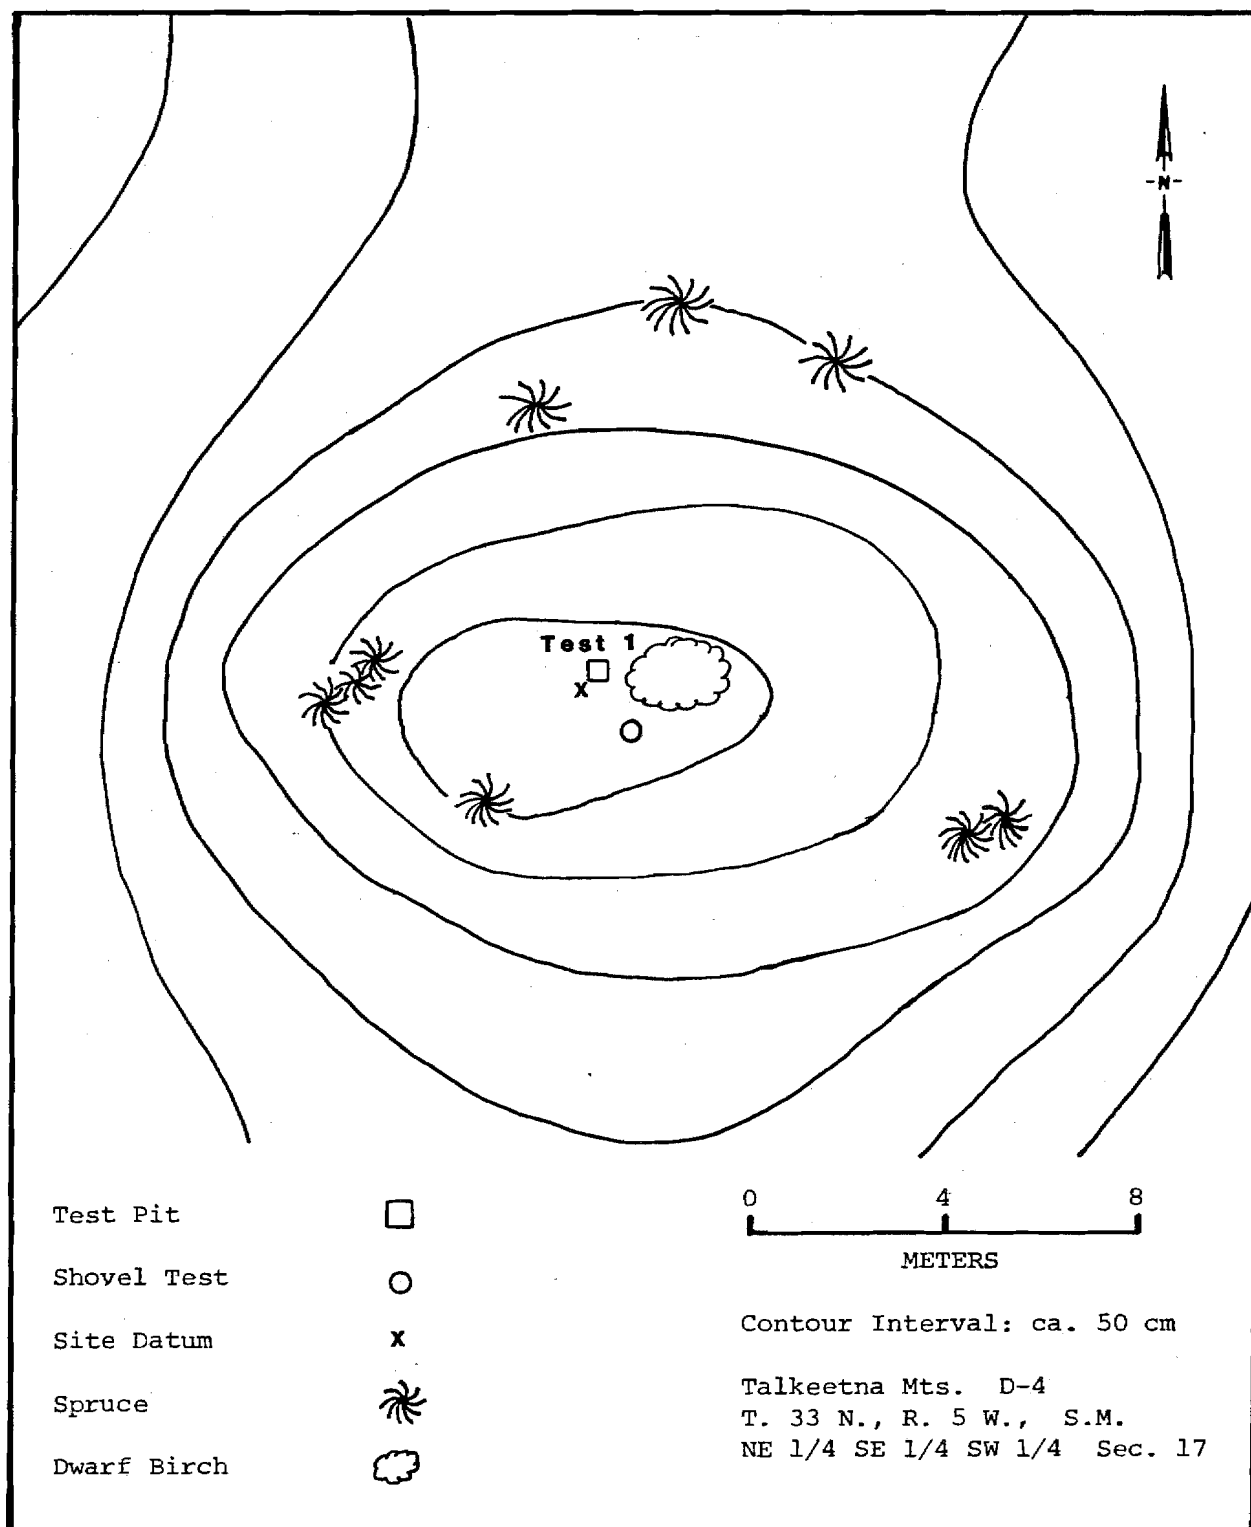 -N-
Test 1
x
Test Pit
Shovel Test
Site Datum x
Spruce
Dwarf Birch
0 4 8
METERS
Contour Interval: ca. 50 cm
Talkeetna Mts. D-4
T. 33 N., R. 5 W., S.M.
NE 1/4 SE 1/4 SW 1/4 Sec. 17